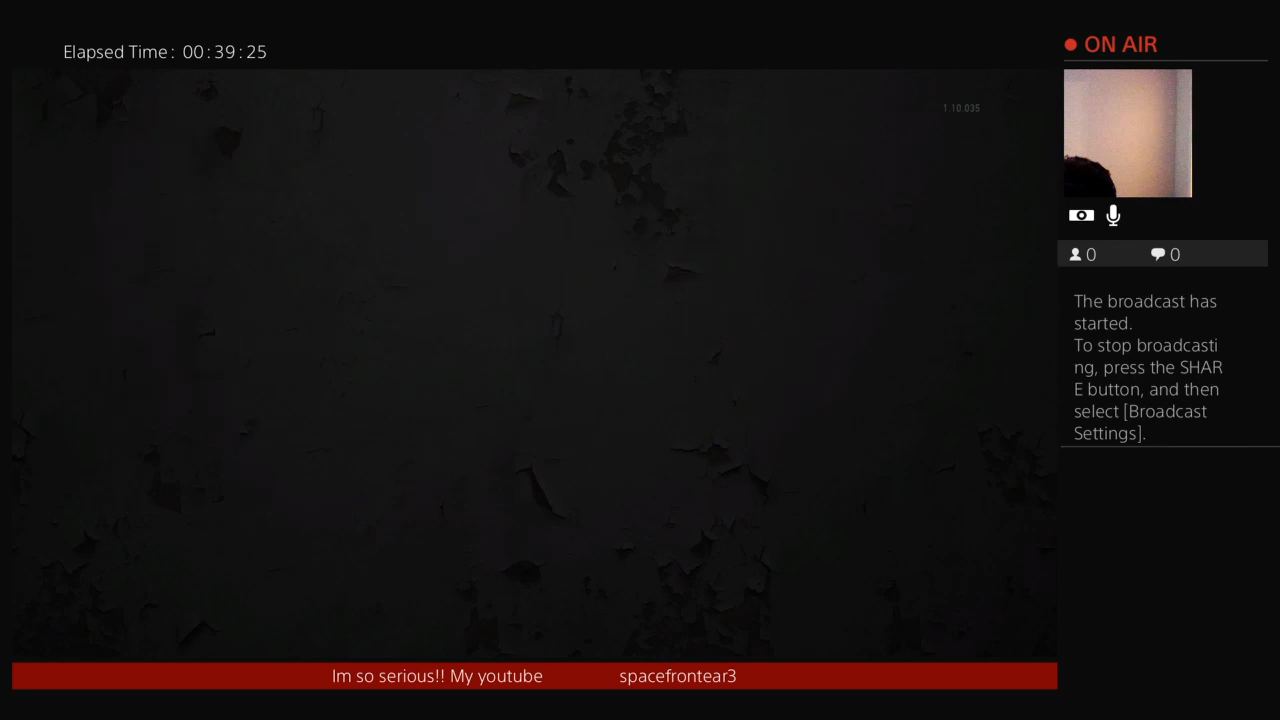 Elapsed Time: 00:39:25
ON AIR
1.10.035
0 0
The broadcast has
started.
To stop broadcasti
ng, press the SHAR
E button, and then
select [Broadcast
Settings].
Im so serious!! My youtube spacefrontear3